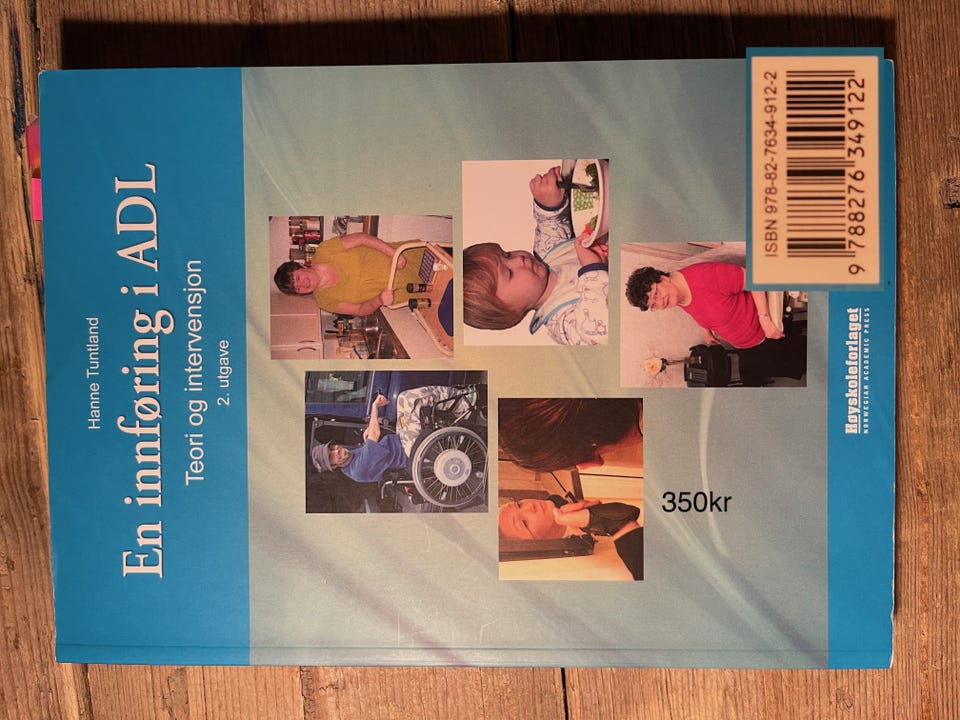 Hanne Tuntland
En innføring i ADL
Teori og intervensjon
2. utgave
350kr
ISBN 978-82-7634-912-2
9 788276 349122
Høyskoleforlaget
NORWEGIAN ACADEMIC PRESS